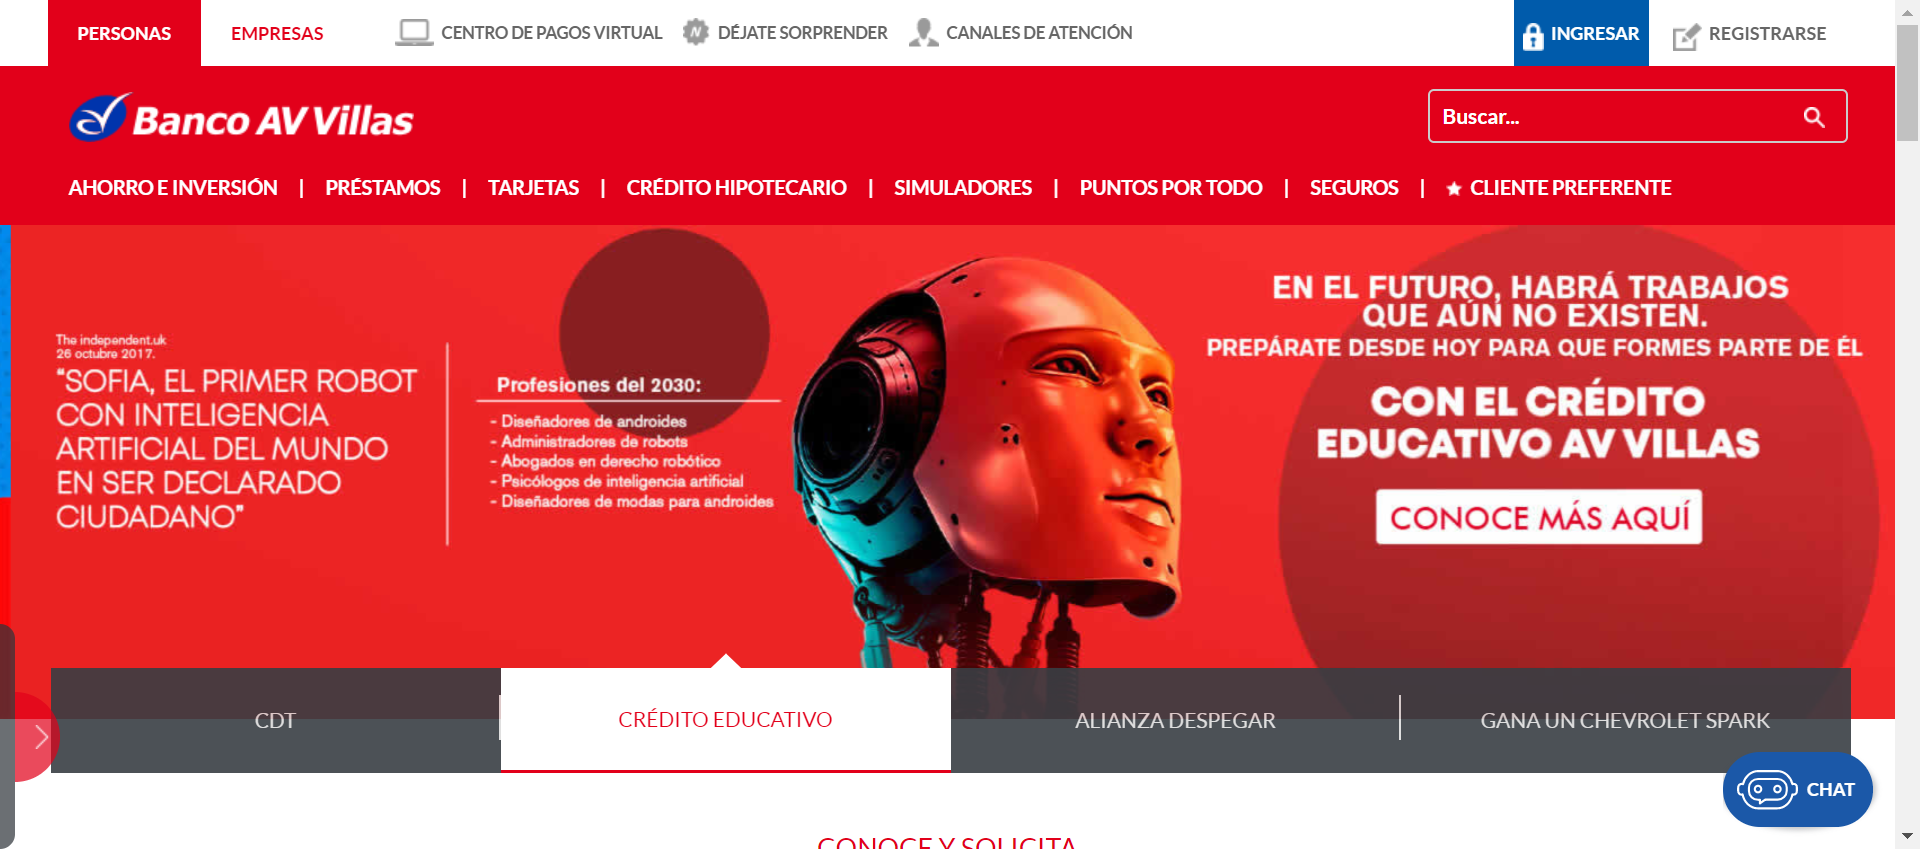 PERSONAS
EMPRESAS
CENTRO DE PAGOS VIRTUAL
DÉJATE SORPRENDER
CANALES DE ATENCIÓN
INGRESAR
REGISTRARSE
Banco AV Villas
Buscar...
AHORRO E INVERSIÓN | PRÉSTAMOS | TARJETAS | CRÉDITO HIPOTECARIO | SIMULADORES | PUNTOS POR TODO | SEGUROS | ★ CLIENTE PREFERENTE
The independent.uk
26 octubre 2017.
“SOFIA, EL PRIMER ROBOT
CON INTELIGENCIA
ARTIFICIAL DEL MUNDO
EN SER DECLARADO
CIUDADANO”
Profesiones del 2030:
- Diseñadores de androides
- Administradores de robots
- Abogados en derecho robótico
- Psicólogos de inteligencia artificial
- Diseñadores de modas para androides
EN EL FUTURO, HABRÁ TRABAJOS
QUE AÚN NO EXISTEN.
PREPÁRATE DESDE HOY PARA QUE FORMES PARTE DE ÉL
CON EL CRÉDITO
EDUCATIVO AV VILLAS
CONOCE MÁS AQUÍ
CDT
CRÉDITO EDUCATIVO
ALIANZA DESPEGAR
GANA UN CHEVROLET SPARK
CHAT
CONOCE Y SOLICITA